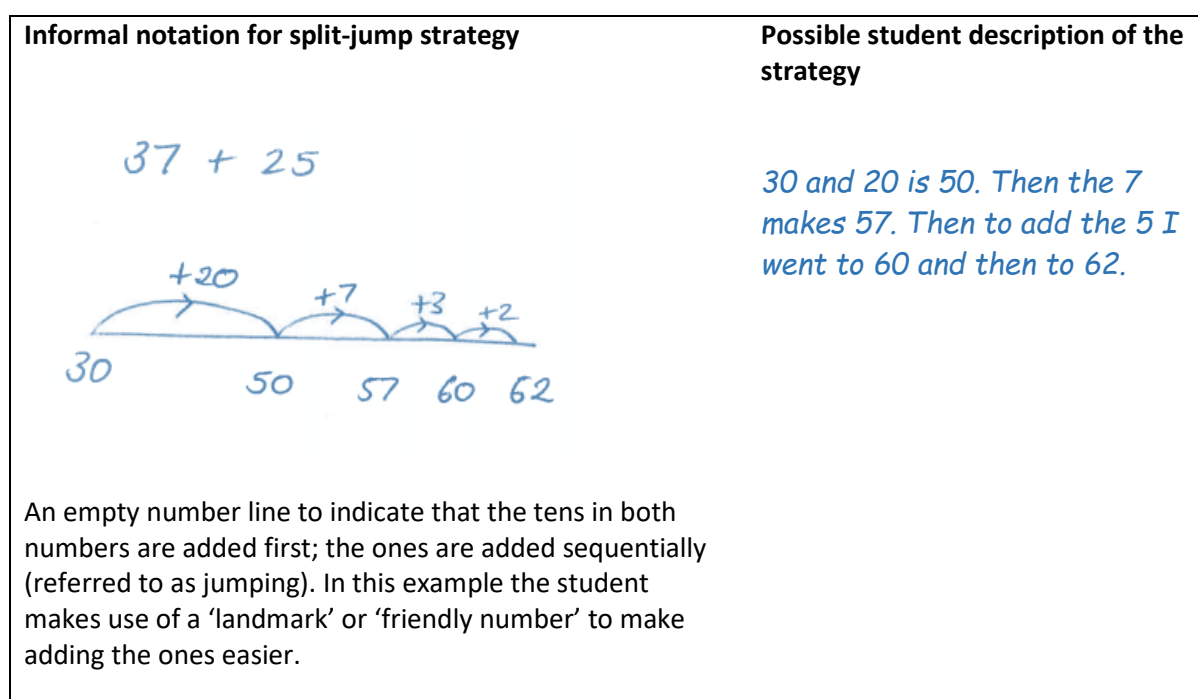 Informal notation for split-jump strategy
37 + 25
+20
+7
+3
+2
30
50
57
60
62
An empty number line to indicate that the tens in both
numbers are added first; the ones are added sequentially
(referred to as jumping). In this example the student
makes use of a ‘landmark’ or ‘friendly number’ to make
adding the ones easier.
Possible student description of the
strategy
30 and 20 is 50. Then the 7
makes 57. Then to add the 5 I
went to 60 and then to 62.